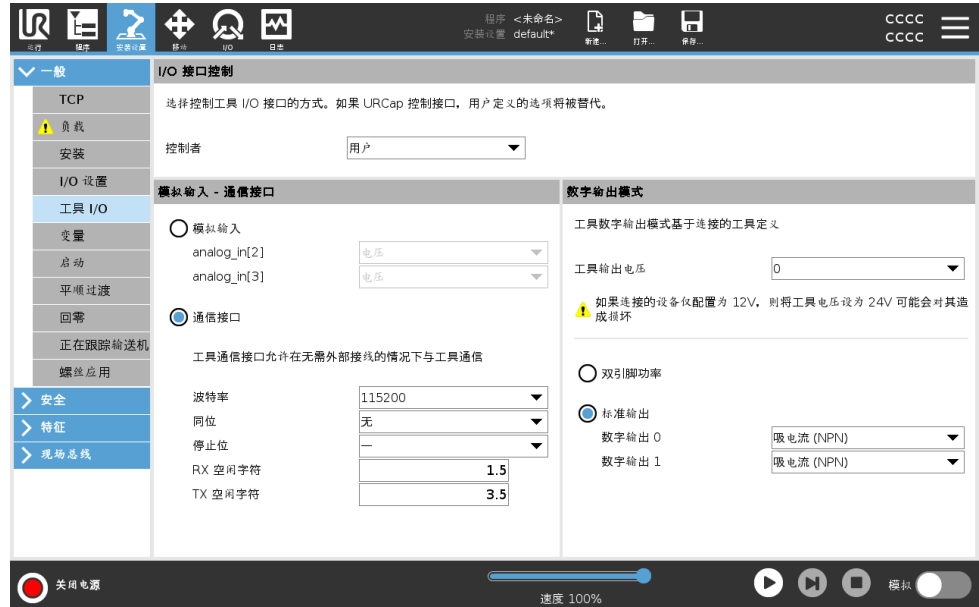 UR
运行
程序
安装设置
移动
I/O
日志
程序 <未命名>
安装设置 default*
新建...
打开...
保存...
CCCC
CCCC
一般
TCP
负载
安装
I/O 设置
工具 I/O
变量
启动
平顺过渡
回零
正在跟踪输送机
螺丝应用
安全
特征
现场总线
I/O 接口控制
选择控制工具 I/O 接口的方式。如果 URCap 控制接口，用户定义的选项将被替代。
控制者 用户
模拟输入 - 通信接口
模拟输入
analog_in[2] 电压
analog_in[3] 电压
通信接口
工具通信接口允许在无需外部接线的情况下与工具通信
波特率 115200
同位 无
停止位 一
RX 空闲字符 1.5
TX 空闲字符 3.5
数字输出模式
工具数字输出模式基于连接的工具定义
工具输出电压 0
如果连接的设备仅配置为 12V，则将工具电压设为 24V 可能会对其造
成损坏
双引脚功率
标准输出
数字输出 0 吸电流 (NPN)
数字输出 1 吸电流 (NPN)
关闭电源
速度 100%
模拟